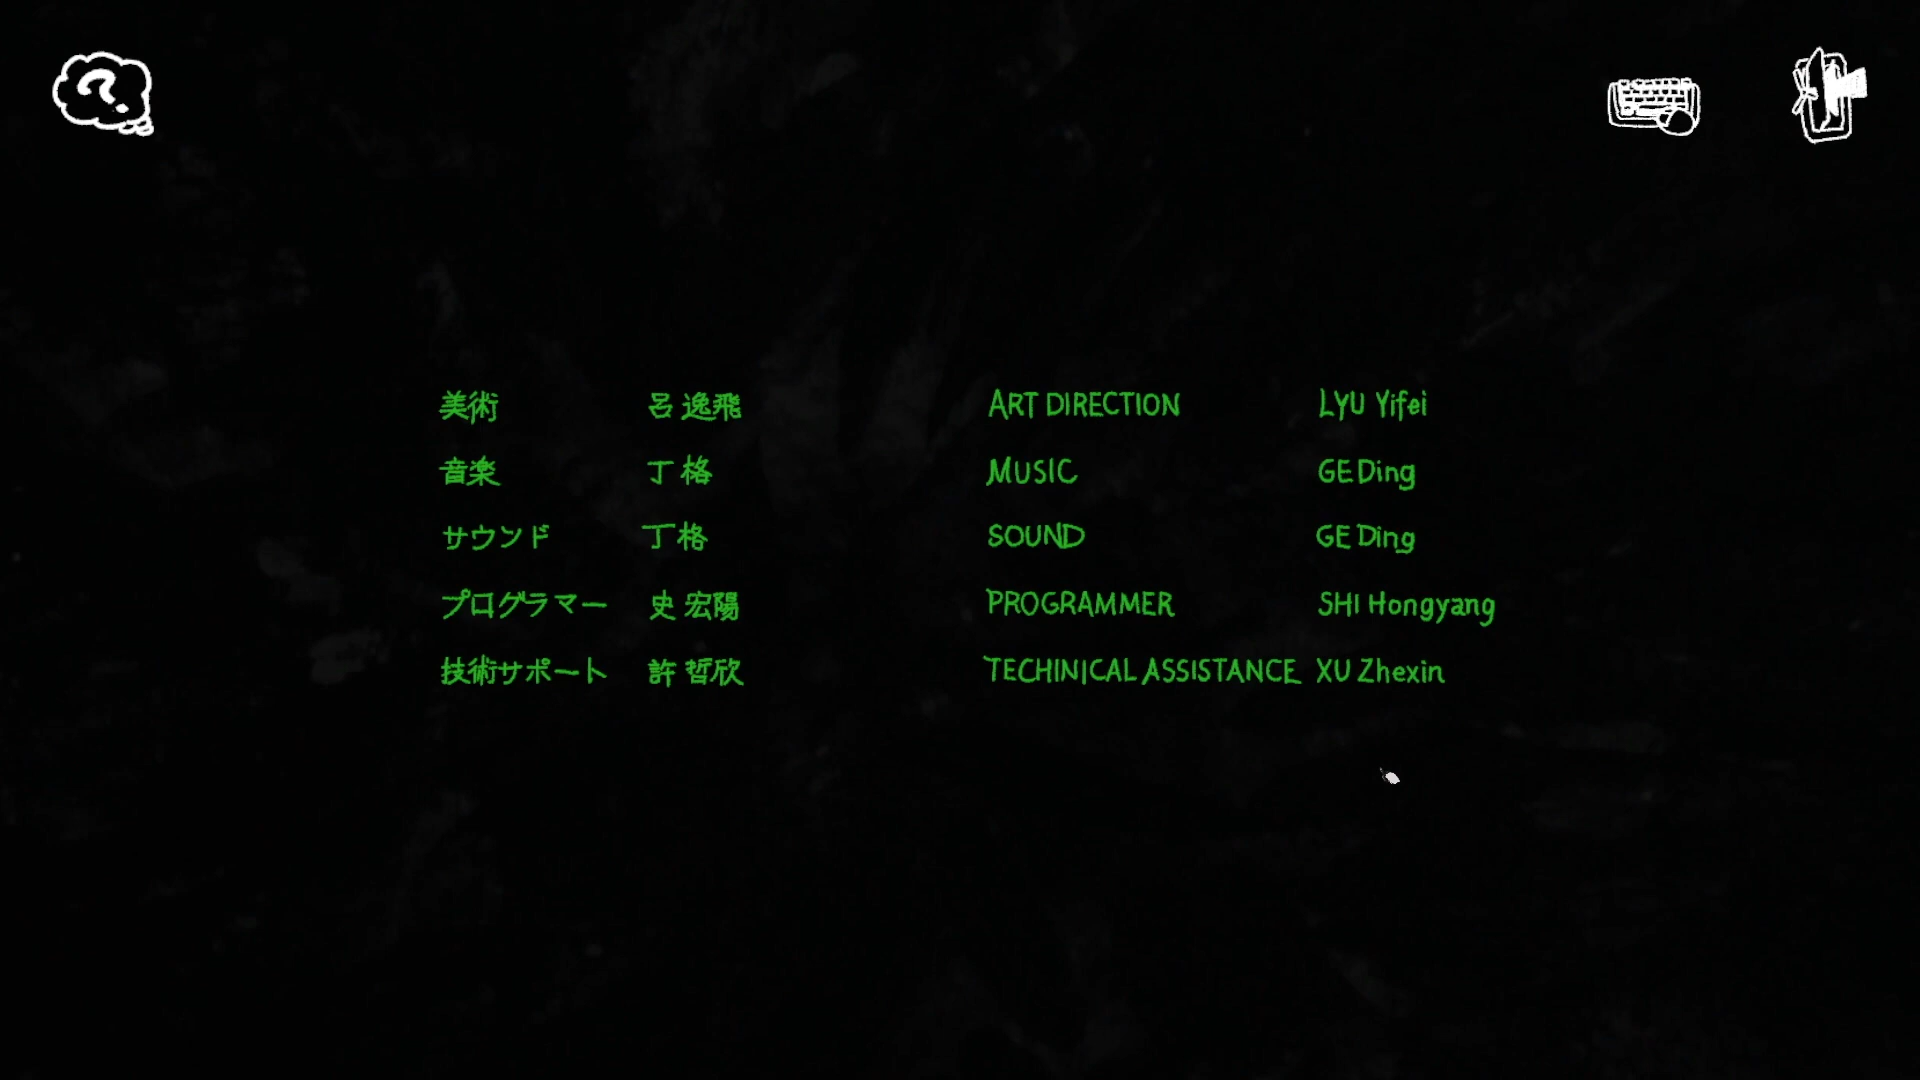 美術 呂 逸飛 ART DIRECTION LYU Yifei
音楽 丁 格 MUSIC GE Ding
サウンド 丁 格 SOUND GE Ding
プログラマー 史 宏陽 PROGRAMMER SHI Hongyang
技術サポート 許 哲欣 TECHINICAL ASSISTANCE XU Zhexin